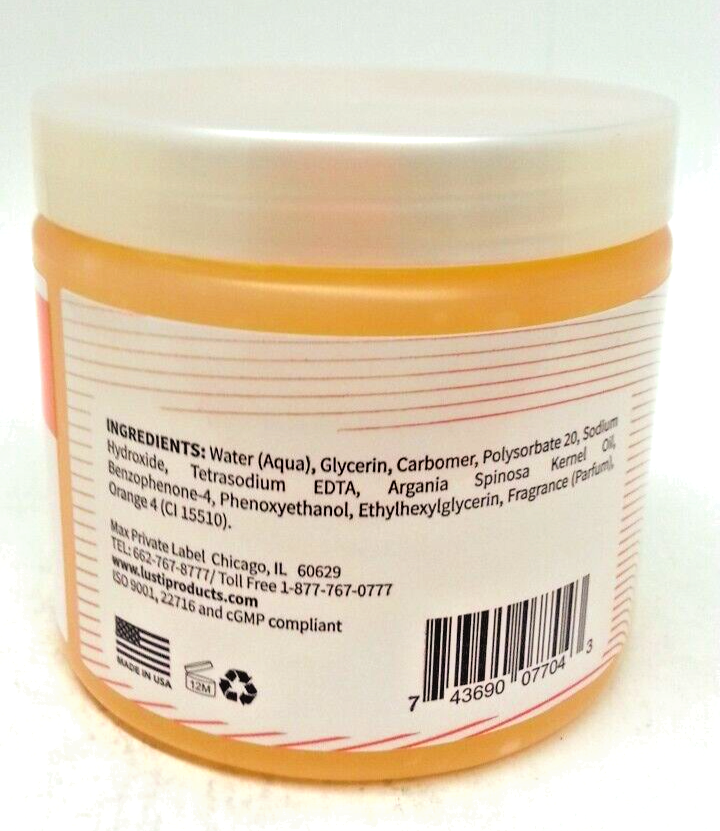 INGREDIENTS: Water (Aqua), Glycerin, Carbomer, Polysorbate 20, Sodium
Hydroxide, Tetrasodium EDTA, Argania Spinosa Kernel Oil,
Benzophenone-4, Phenoxyethanol, Ethylhexylglycerin, Fragrance (Parfum),
Orange 4 (CI 15510).
Max Private Label Chicago, IL 60629
TEL: 662-767-8777/ Toll Free 1-877-767-0777
www.lustiproducts.com
ISO 9001, 22716 and cGMP compliant
MADE IN USA
12M
7 43690 07704 3